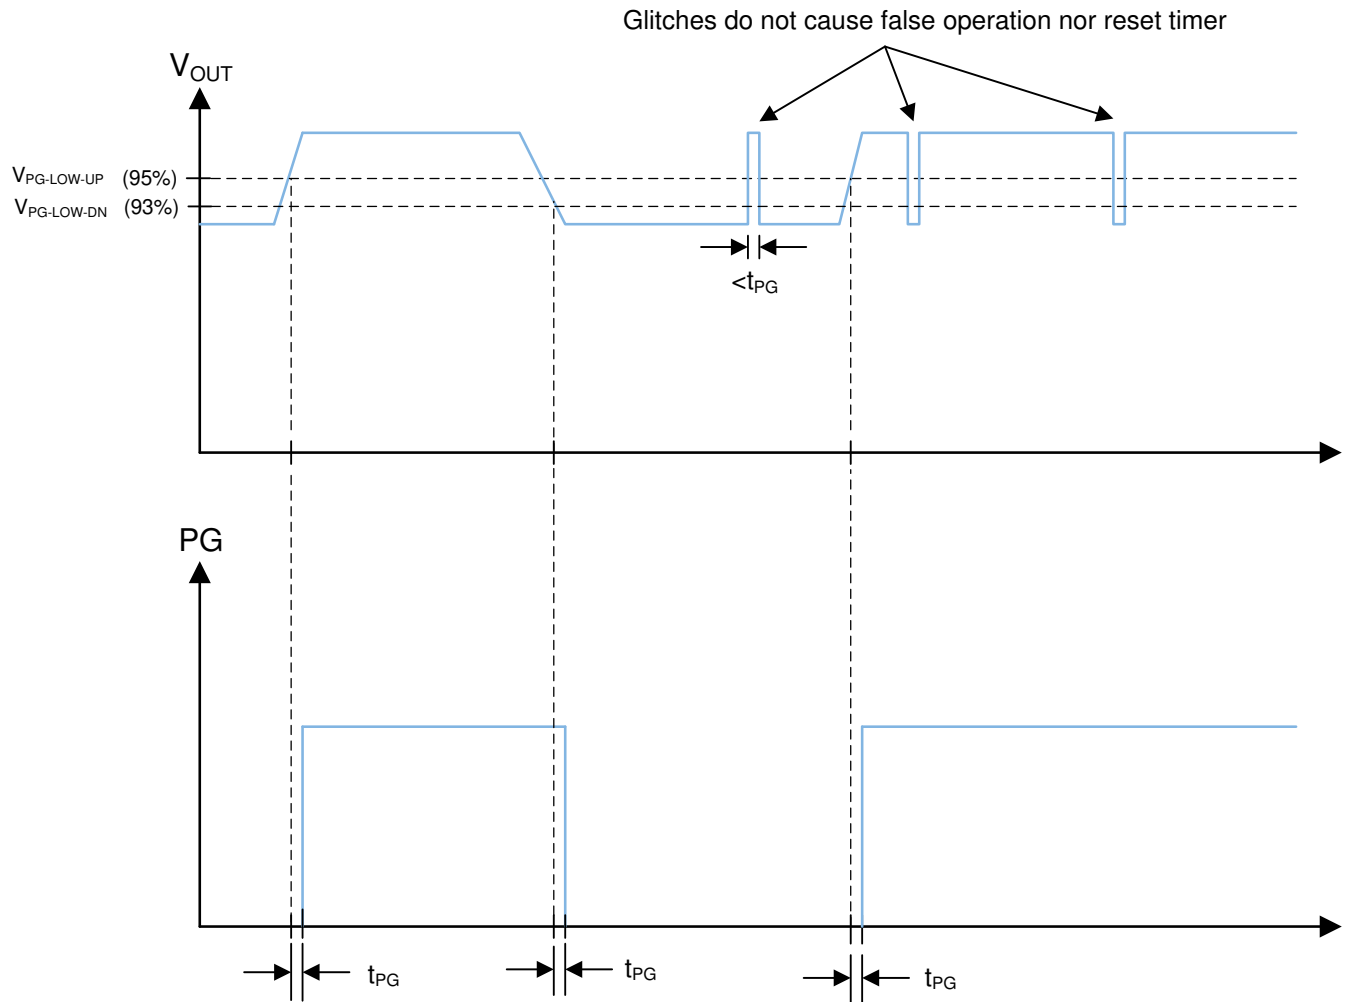 Glitches do not cause false operation nor reset timer
VOUT
VPG-LOW-UP (95%)
VPG-LOW-DN (93%)
<tPG
PG
tPG
tPG
tPG